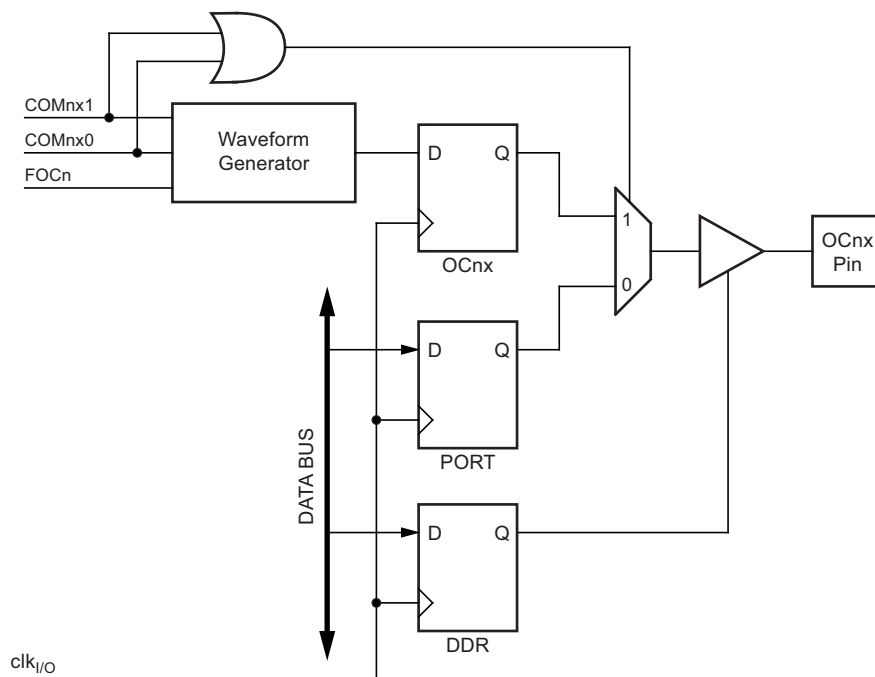 COMnx1
COMnx0
FOCn
Waveform
Generator
D
Q
OCnx
1
0
OCnx
Pin
D
Q
PORT
DATA BUS
D
Q
DDR
clkI/O